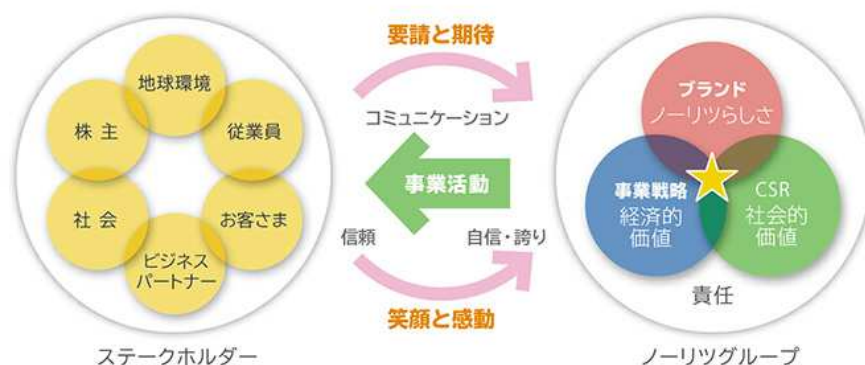 地球環境
株主
従業員
社会
お客さま
ビジネス
パートナー
ステークホルダー
要請と期待
コミュニケーション
事業活動
信頼
自信・誇り
笑顔と感動
ブランド
ノーリツらしさ
事業戦略
経済的
価値
CSR
社会的
価値
責任
ノーリツグループ